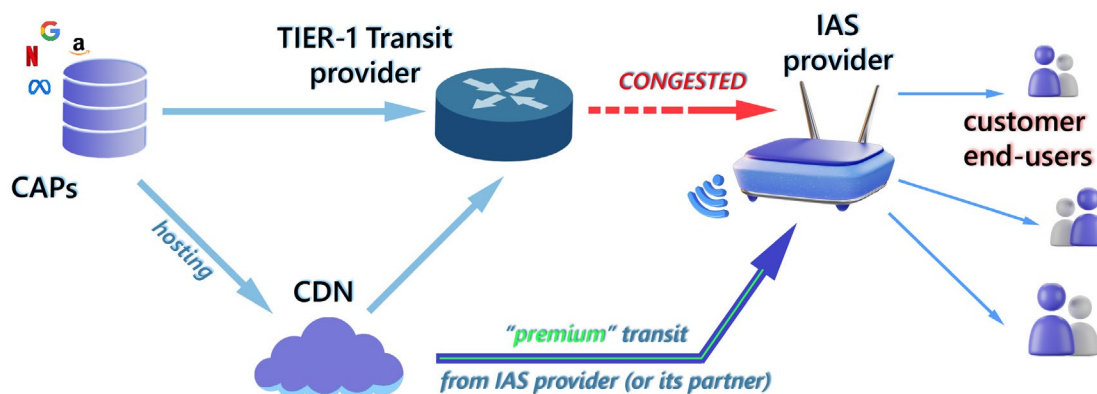 TIER-1 Transit
provider
IAS
provider
CONGESTED
a
N
CAPs
customer
end-users
hosting
CDN
"premium" transit
from IAS provider (or its partner)